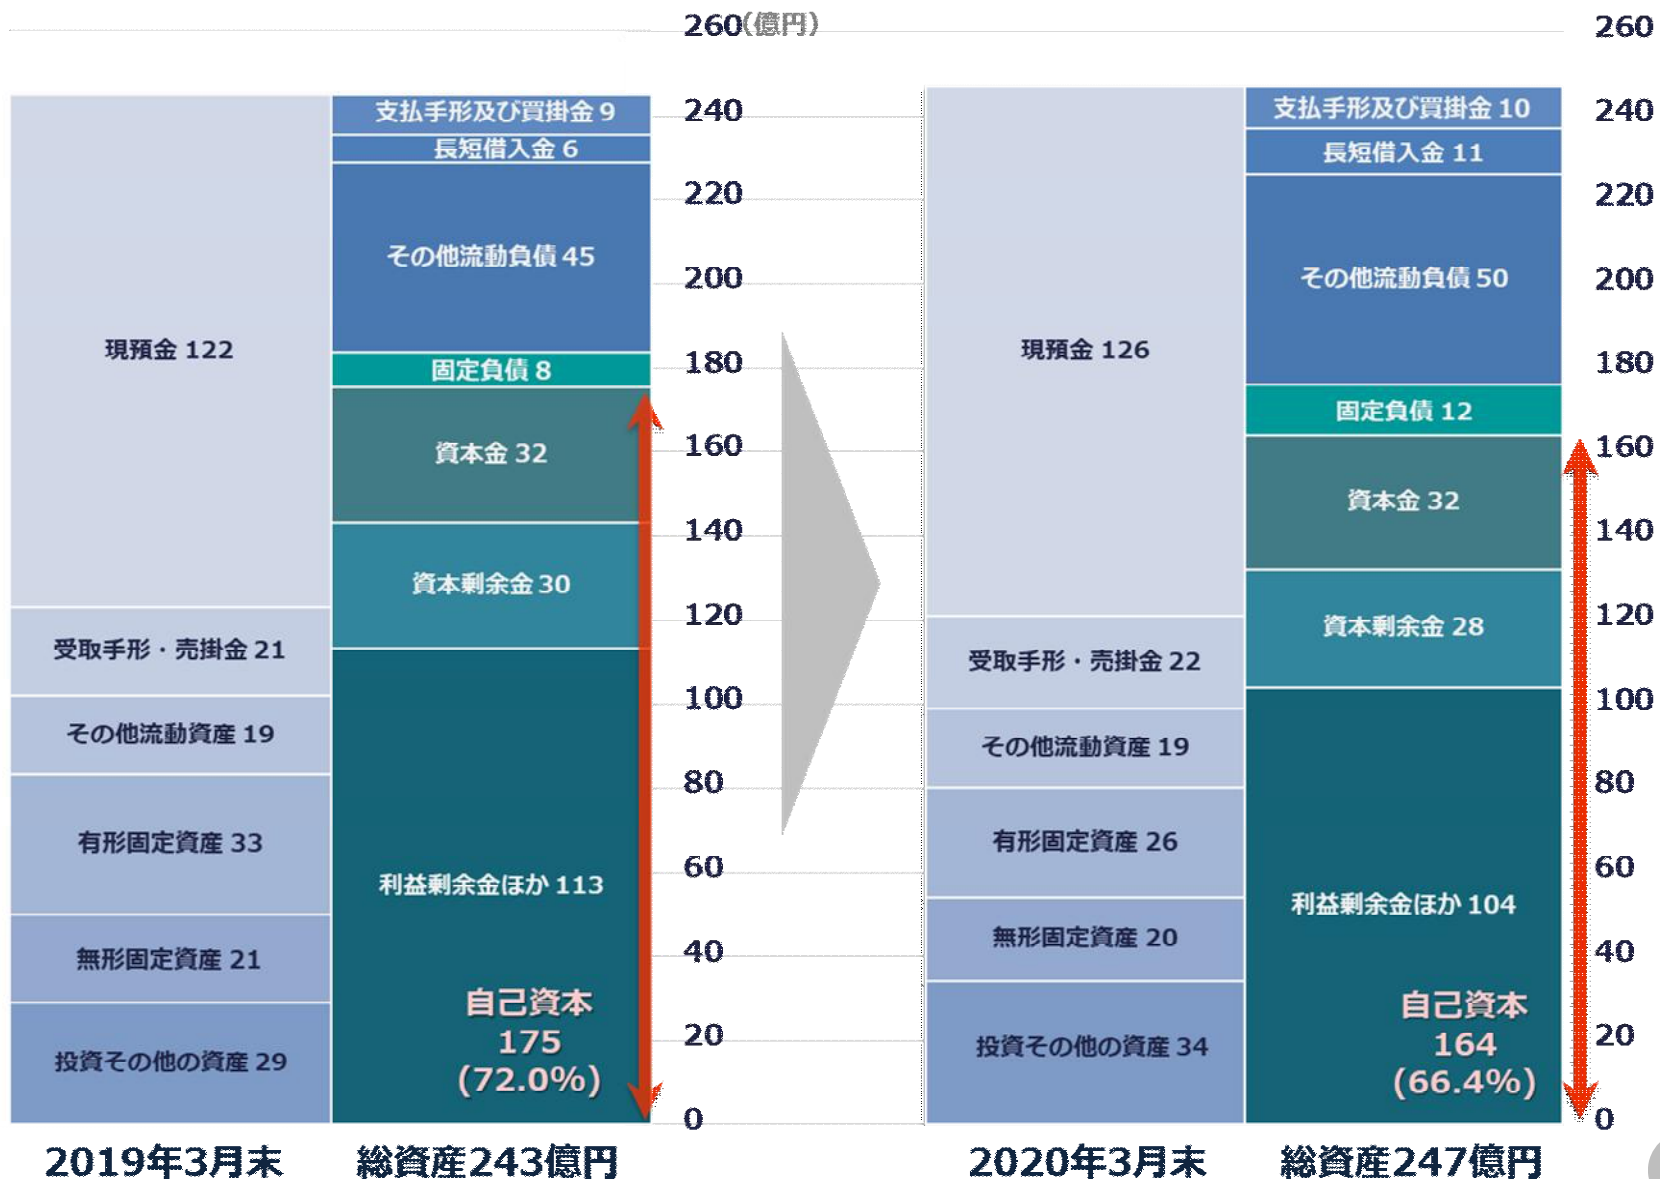 260(億円)
260
240
220
200
180
160
140
120
100
80
60
40
20
0
240
220
200
180
160
140
120
100
80
60
40
20
0
現預金 122
受取手形・売掛金 21
その他流動資産 19
有形固定資産 33
無形固定資産 21
投資その他の資産 29
支払手形及び買掛金 9
長短借入金 6
その他流動負債 45
固定負債 8
資本金 32
資本剰余金 30
利益剰余金ほか 113
自己資本
175
(72.0%)
2019年3月末
総資産243億円
現預金 126
受取手形・売掛金 22
その他流動資産 19
有形固定資産 26
無形固定資産 20
投資その他の資産 34
支払手形及び買掛金 10
長短借入金 11
その他流動負債 50
固定負債 12
資本金 32
資本剰余金 28
利益剰余金ほか 104
自己資本
164
(66.4%)
2020年3月末
総資産247億円